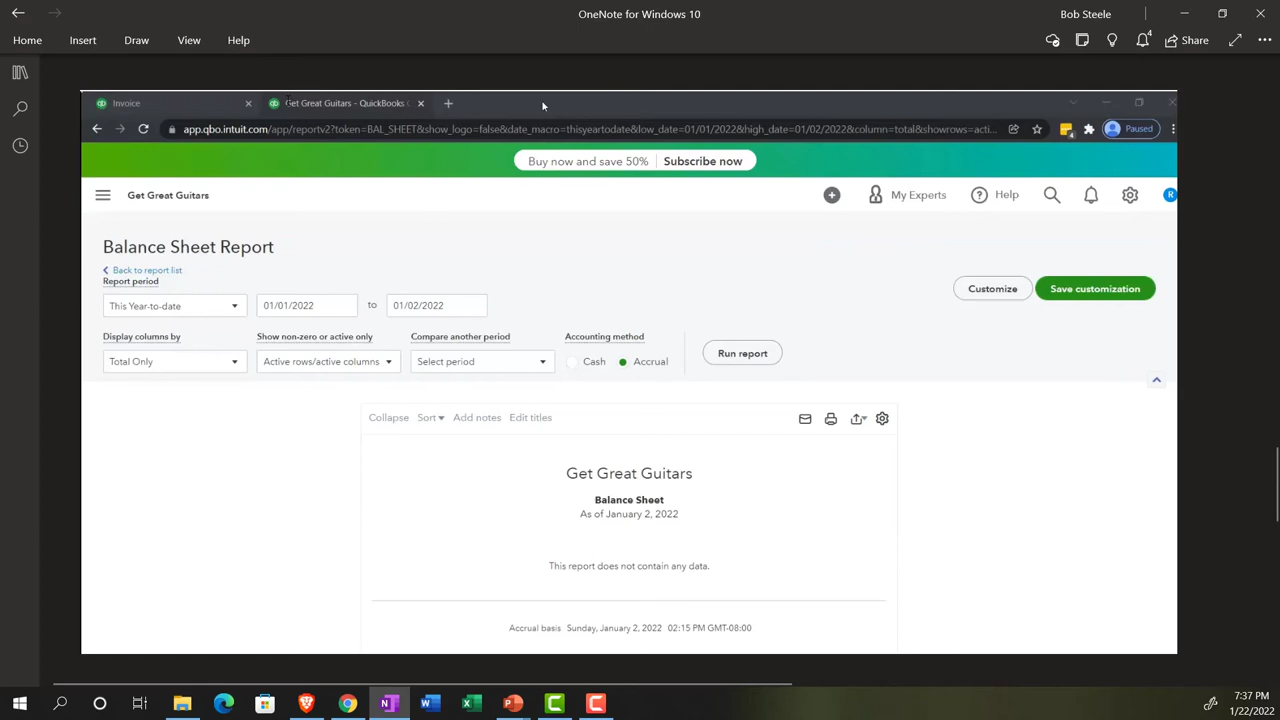 OneNote for Windows 10
Bob Steele
Home Insert Draw View Help
4
Share
Invoice
Get Great Guitars - QuickBooks
app.qbo.intuit.com/app/reportv2?token=BAL_SHEET&show_logo=false&date_macro=thisyeartodate&low_date=01/01/2022&high_date=01/02/2022&column=total&showrows=acti...
4
Paused
Buy now and save 50% Subscribe now
Get Great Guitars
My Experts
Help
R
Balance Sheet Report
Back to report list
Report period
This Year-to-date
01/01/2022
to
01/02/2022
Customize
Save customization
Display columns by
Show non-zero or active only
Compare another period
Accounting method
Total Only
Active rows/active columns
Select period
Cash
Accrual
Run report
Collapse Sort Add notes Edit titles
Get Great Guitars
Balance Sheet
As of January 2, 2022
This report does not contain any data.
Accrual basis Sunday, January 2, 2022 02:15 PM GMT-08:00
7:37 PM
1/22/2022